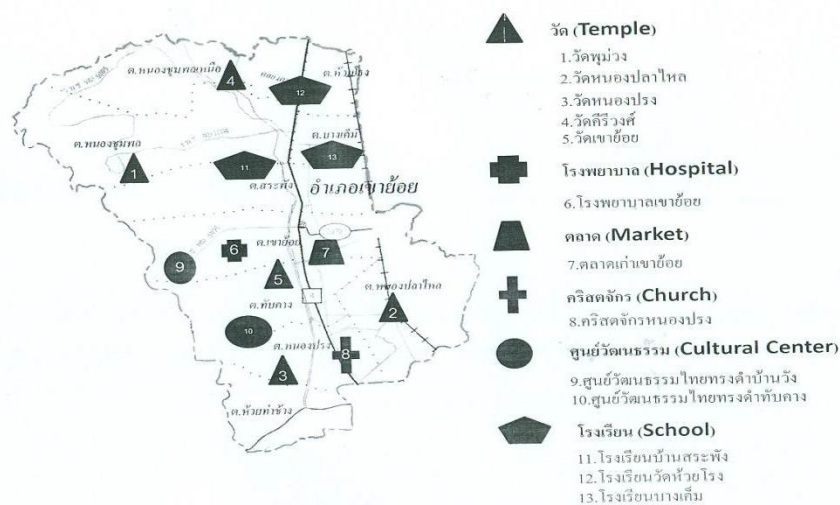 ต.หนองชุมพลเหนือ
4
12
ต.ห้วยโรง
ต.หนองชุมพล
1
11
ต.บางเค็ม
13
ต.สระพัง
อำเภอเขาย้อย
ต.เขาย้อย
6
7
9
5
ต.หนองปลาไหล
2
ต.ทับคาง
4
10
ต.หนองปรง
8
3
ต.ห้วยท่าช้าง
วัด (Temple)
1.วัดพุม่วง
2.วัดหนองปลาไหล
3.วัดหนองปรง
4.วัดคีรีวงศ์
5.วัดเขาย้อย
โรงพยาบาล (Hospital)
6.โรงพยาบาลเขาย้อย
ตลาด (Market)
7.ตลาดเก่าเขาย้อย
คริสตจักร (Church)
8.คริสตจักรหนองปรง
ศูนย์วัฒนธรรม (Cultural Center)
9.ศูนย์วัฒนธรรมไทยทรงดำบ้านวัง
10.ศูนย์วัฒนธรรมไทยทรงดำทับคาง
โรงเรียน (School)
11.โรงเรียนบ้านสระพัง
12.โรงเรียนวัดห้วยโรง
13.โรงเรียนบางเค็ม